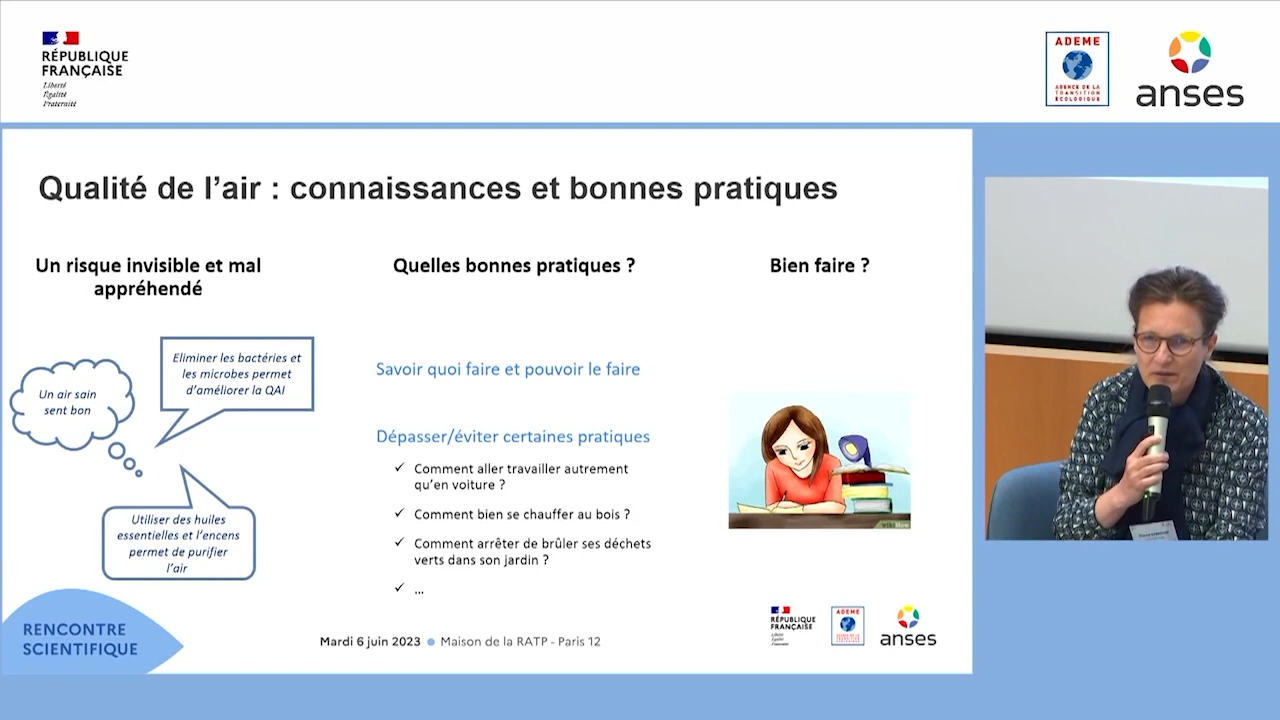 RÉPUBLIQUE
FRANÇAISE
Liberté
Égalité
Fraternité
ADEME
AGENCE DE LA
TRANSITION
ÉCOLOGIQUE
anses
Qualité de l’air : connaissances et bonnes pratiques
Un risque invisible et mal
appréhendé
Un air sain
sent bon
Eliminer les bactéries et
les microbes permet
d’améliorer la QAI
Utiliser des huiles
essentielles et l’encens
permet de purifier
l’air
Quelles bonnes pratiques ?
Savoir quoi faire et pouvoir le faire
Dépasser/éviter certaines pratiques
✓ Comment aller travailler autrement
qu’en voiture ?
✓ Comment bien se chauffer au bois ?
✓ Comment arrêter de brûler ses déchets
verts dans son jardin ?
✓ ...
Bien faire ?
wikiHow
RENCONTRE
SCIENTIFIQUE
Mardi 6 juin 2023 ● Maison de la RATP - Paris 12
RÉPUBLIQUE
FRANÇAISE
Liberté
Égalité
Fraternité
ADEME
anses